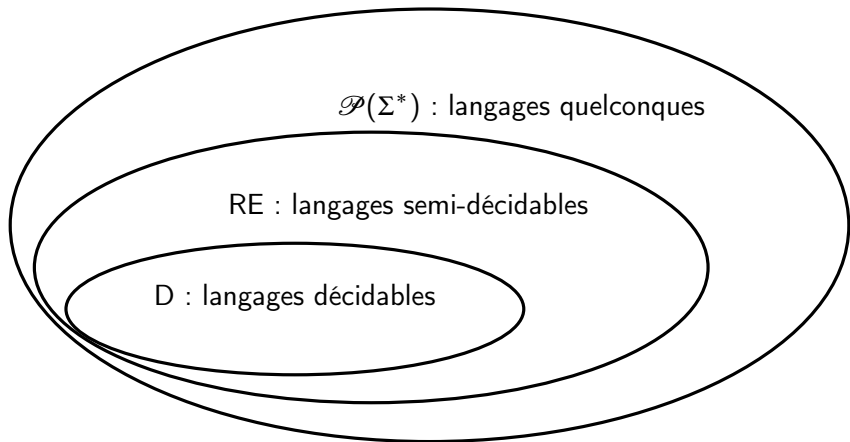 𝒫(Σ*) : langages quelconques
RE : langages semi-décidables
D : langages décidables